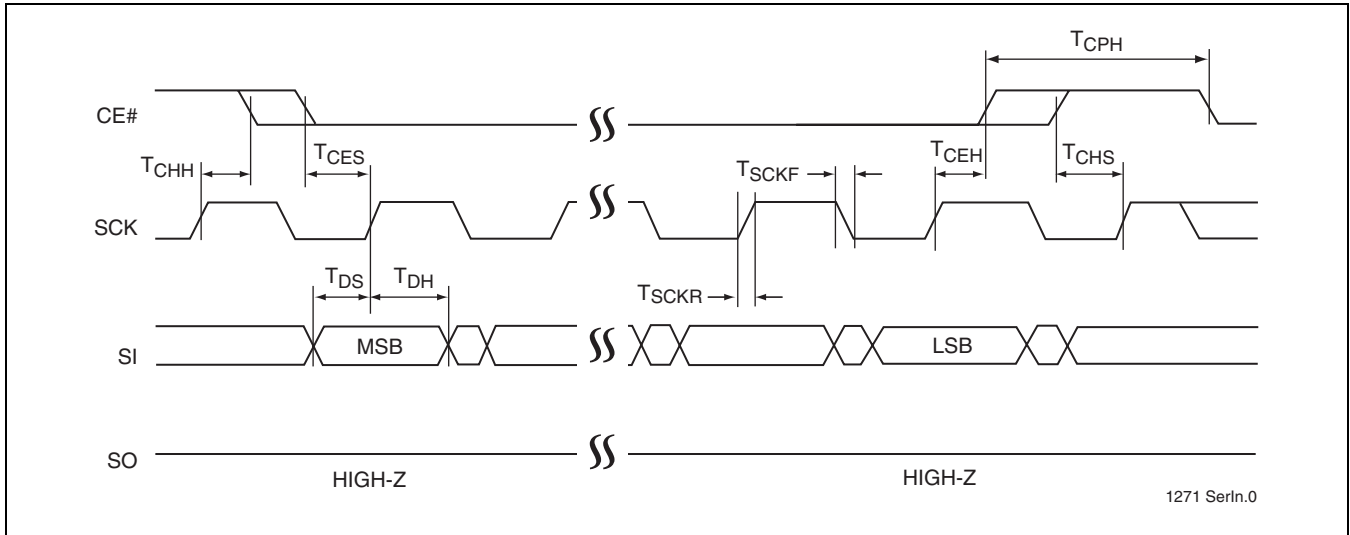 TCPH
CE#
TCHH
TCES
TSCKF
TCEH
TCHS
SCK
TDS
TDH
TSCKR
SI
MSB
LSB
SO
HIGH-Z
HIGH-Z
1271 SerIn.0